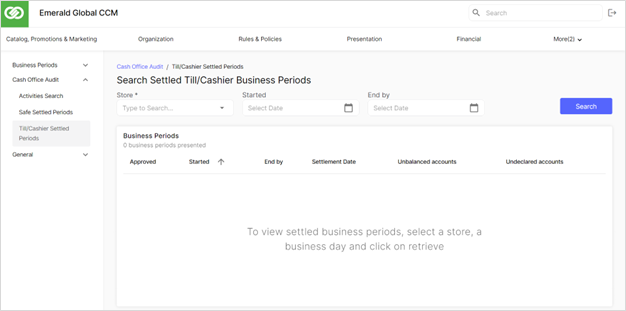 Emerald Global CCM
Search
Catalog, Promotions & Marketing
Organization
Rules & Policies
Presentation
Financial
More(2)
Business Periods
Cash Office Audit
Activities Search
Safe Settled Periods
Till/Cashier Settled
Periods
General
Cash Office Audit / Till/Cashier Settled Periods
Search Settled Till/Cashier Business Periods
Store *
Started
End by
Type to Search...
Select Date
Select Date
Search
Business Periods
0 business periods presented
Approved
Started
End by
Settlement Date
Unbalanced accounts
Undeclared accounts
To view settled business periods, select a store, a
business day and click on retrieve